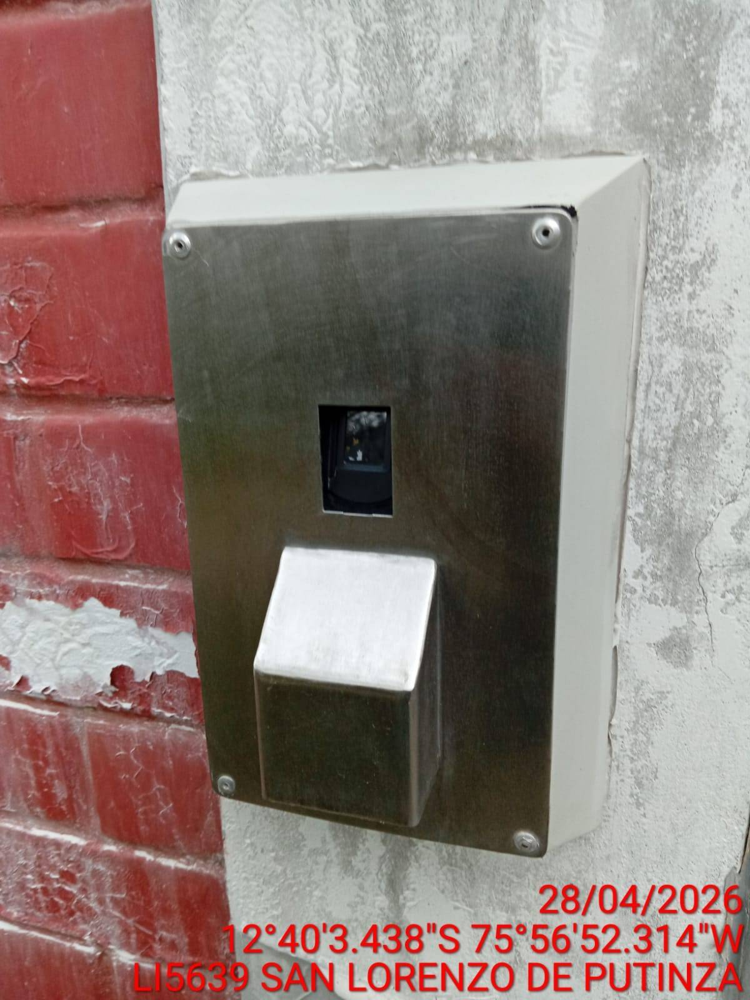 28/04/2026
12°40'3.438"S 75°56'52.314"W
LI5639 SAN LORENZO DE PUTINZA